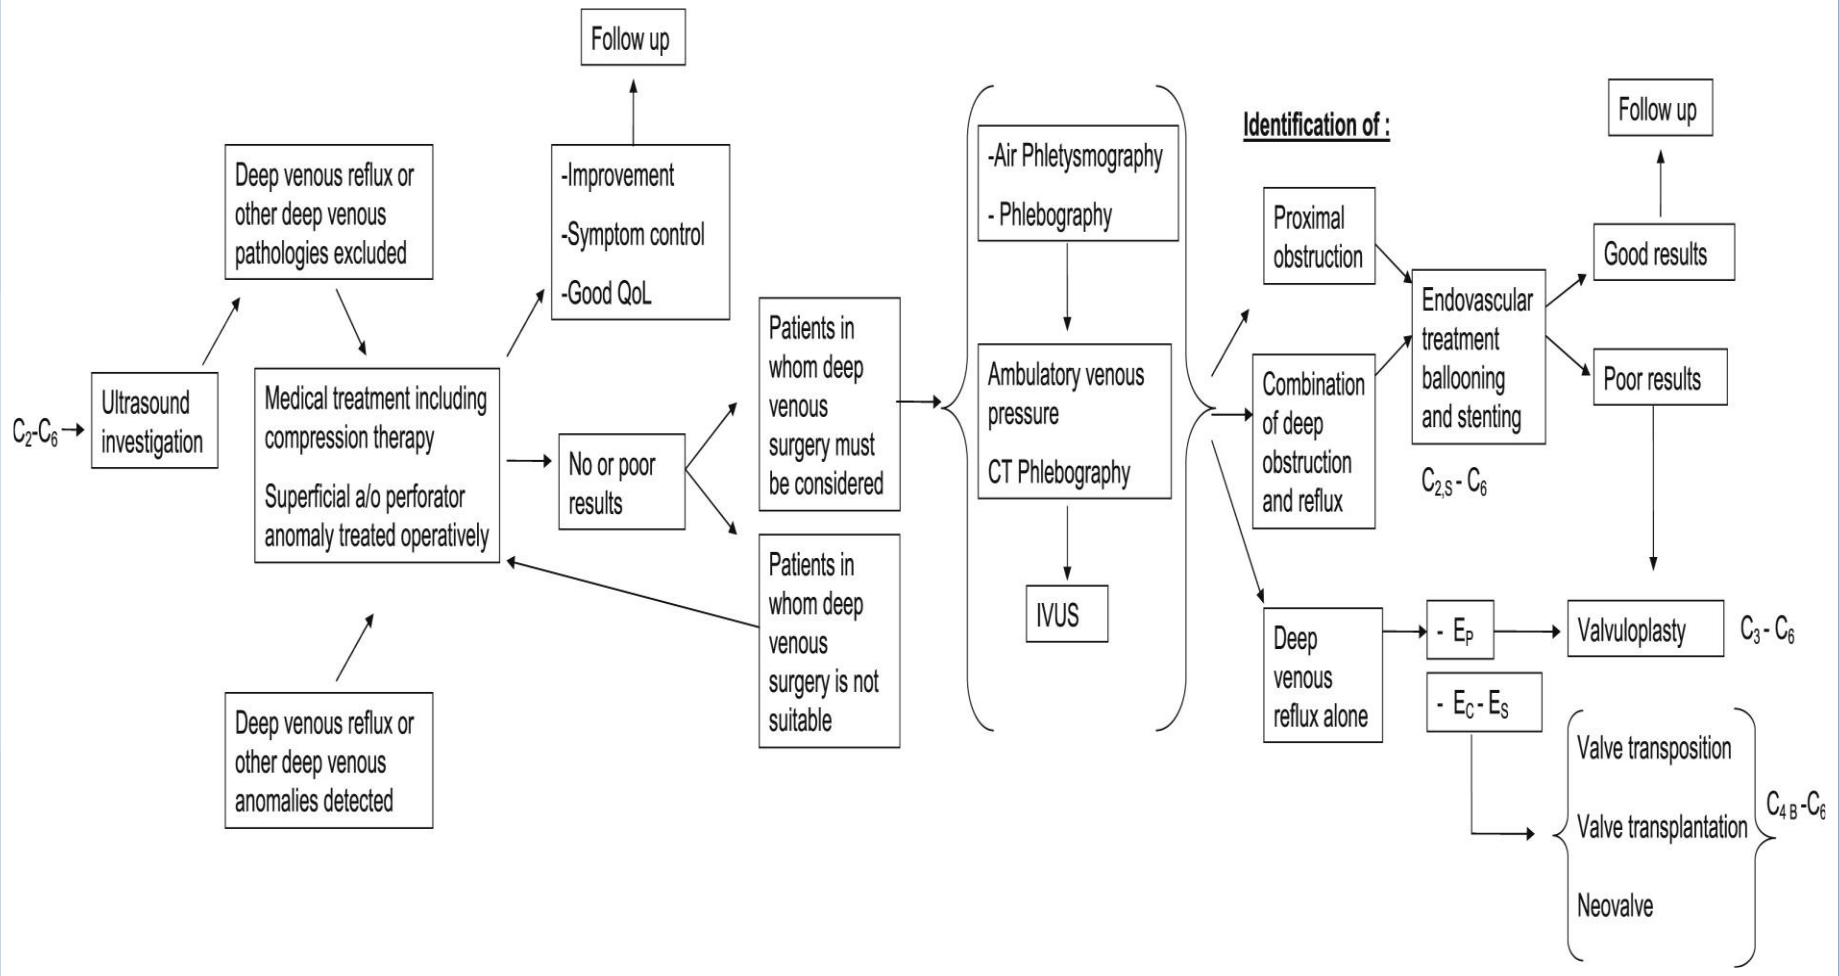 C2-C6
Ultrasound
investigation
Deep venous reflux or
other deep venous
pathologies excluded
Medical treatment including
compression therapy
Superficial a/o perforator
anomaly treated operatively
Deep venous reflux or
other deep venous
anomalies detected
Follow up
-Improvement
-Symptom control
-Good QoL
No or poor
results
Patients in
whom deep
venous
surgery must
be considered
Patients in
whom deep
venous
surgery is not
suitable
-Air Phletysmography
- Phlebography
Ambulatory venous
pressure
CT Phlebography
IVUS
Identification of :
Proximal
obstruction
Combination
of deep
obstruction
and reflux
Deep
venous
reflux alone
Endovascular
treatment
ballooning
and stenting
C2,S - C6
Follow up
Good results
Poor results
- EP
Valvuloplasty
C3 - C6
- EC - ES
Valve transposition
Valve transplantation
Neovalve
C4 B -C6